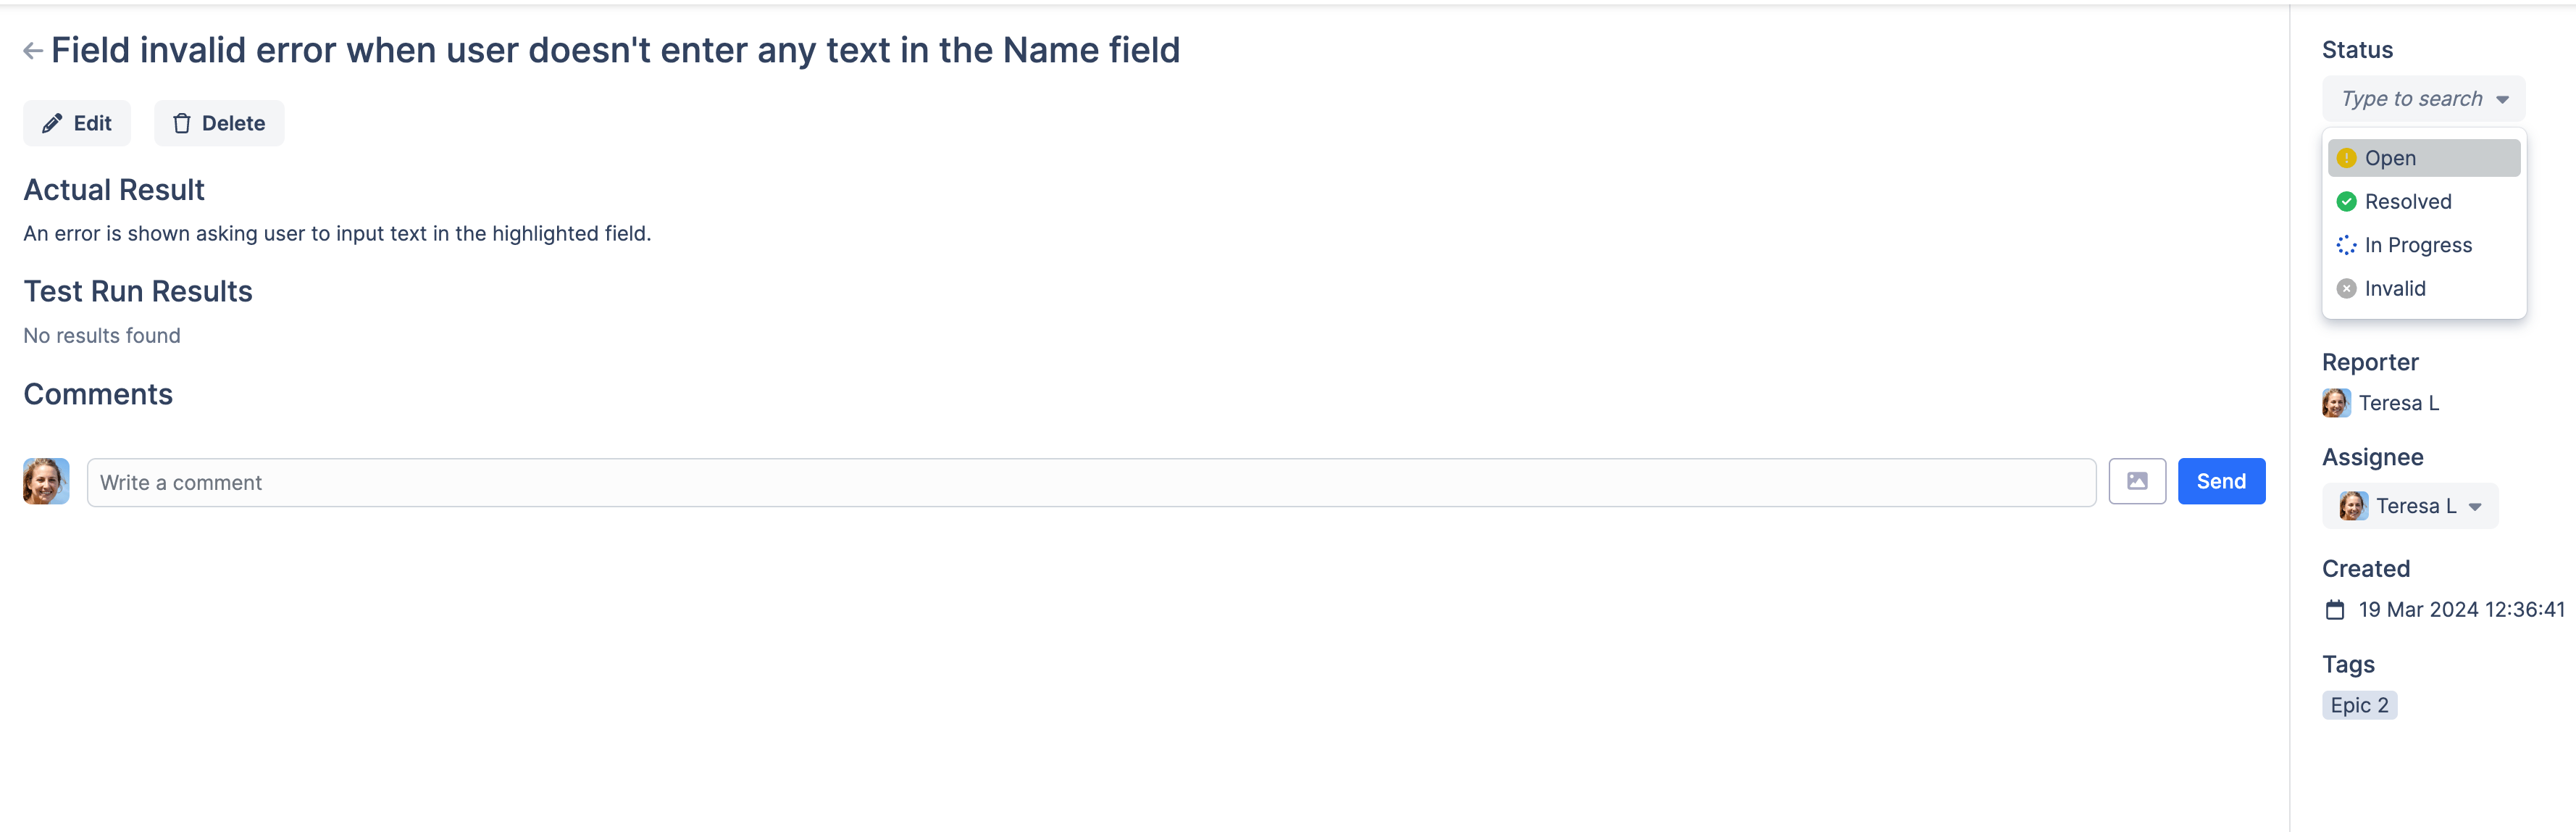 Field invalid error when user doesn't enter any text in the Name field
Edit
Delete
Actual Result
An error is shown asking user to input text in the highlighted field.
Test Run Results
No results found
Comments
Write a comment
Send
Status
Type to search
Open
Resolved
In Progress
Invalid
Reporter
Teresa L
Assignee
Teresa L
Created
19 Mar 2024 12:36:41
Tags
Epic 2